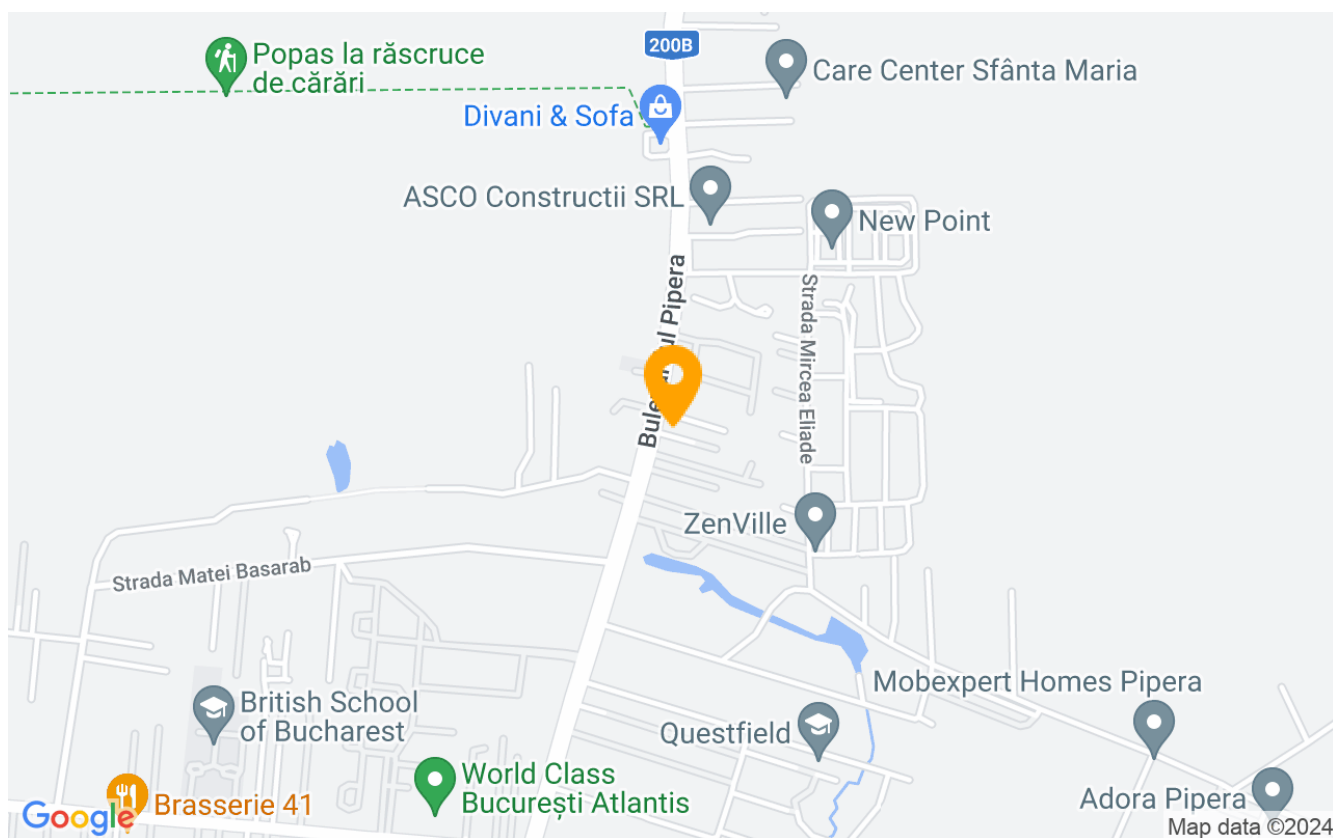 200B
Popas la răscruce
de cărări
Care Center Sfânta Maria
Divani & Sofa
ASCO Constructii SRL
New Point
Bulevardul Pipera
Strada Mircea Eliade
ZenVille
Strada Matei Basarab
Mobexpert Homes Pipera
British School
of Bucharest
Questfield
World Class
București Atlantis
Brasserie 41
Adora Pipera
Google
Map data ©2024